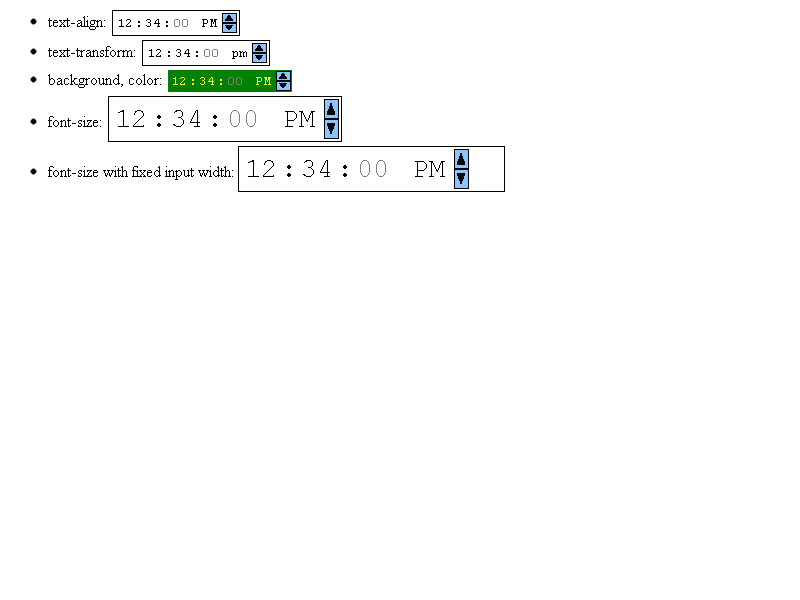 text-align: 12:34:00 PM
text-transform: 12:34:00 pm
background, color: 12:34:00 PM
font-size: 12:34:00 PM
font-size with fixed input width: 12:34:00 PM